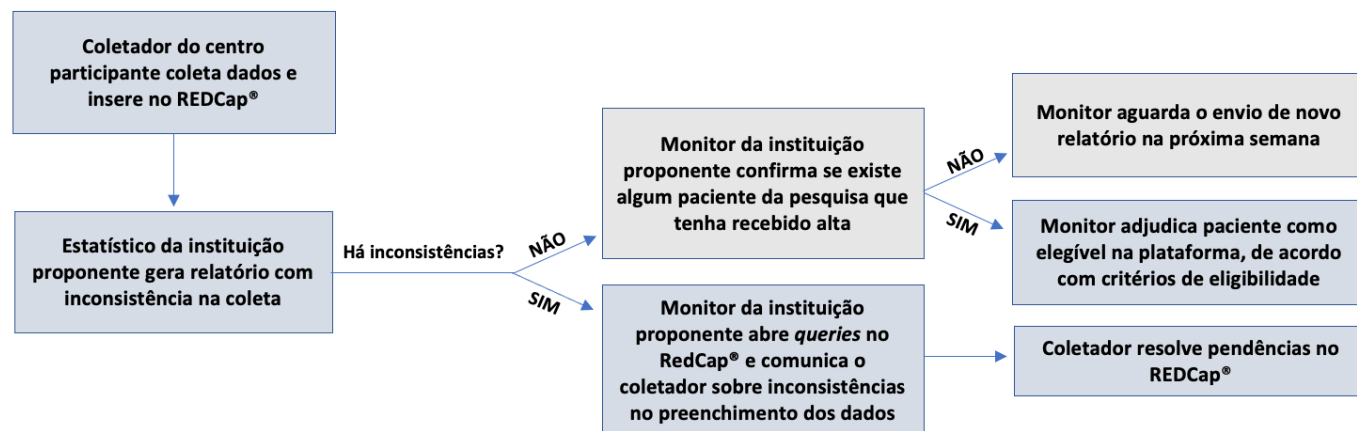 Coletador do centro
participante coleta dados e
insere no REDCap®
Estatístico da instituição
proponente gera relatório com
inconsistência na coleta
Há inconsistências?
NÃO
SIM
Monitor da instituição
proponente confirma se existe
algum paciente da pesquisa que
tenha recebido alta
Monitor da instituição
proponente abre queries no
RedCap® e comunica o
coletador sobre inconsistências
no preenchimento dos dados
NÃO
SIM
Monitor aguarda o envio de novo
relatório na próxima semana
Monitor adjudica paciente como
elegível na plataforma, de acordo
com critérios de eligibilidade
Coletador resolve pendências no
REDCap®